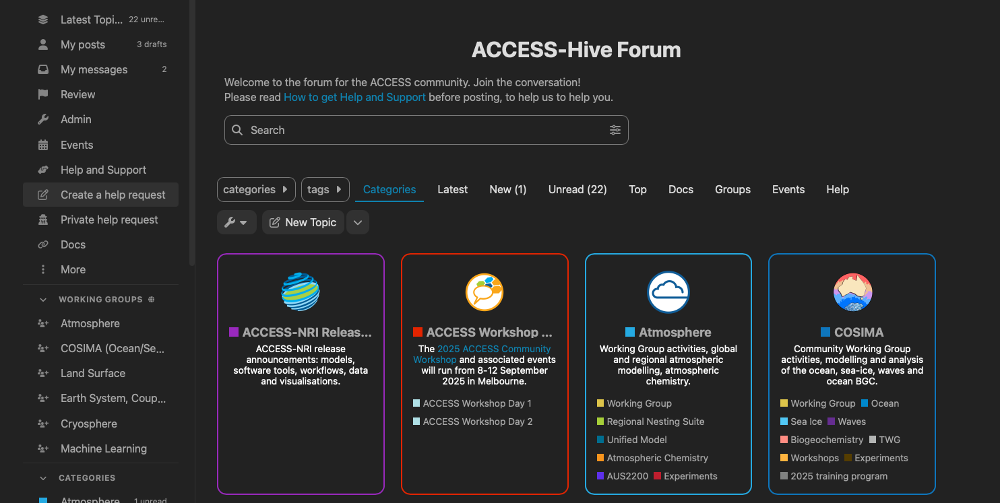 Latest Topi... 22 unre...
My posts 3 drafts
My messages 2
Review
Admin
Events
Help and Support
Create a help request
Private help request
Docs
More
WORKING GROUPS
Atmosphere
COSIMA (Ocean/Se...
Land Surface
Earth System, Coup...
Cryosphere
Machine Learning
CATEGORIES
Atmosphere 1 unread
ACCESS-Hive Forum
Welcome to the forum for the ACCESS community. Join the conversation!
Please read How to get Help and Support before posting, to help us to help you.
Search
categories tags Categories Latest New (1) Unread (22) Top Docs Groups Events Help
New Topic
ACCESS-NRI Releas...
ACCESS-NRI release
announcements: models,
software tools, workflows, data
and visualisations.
ACCESS Workshop ...
The 2025 ACCESS Community
Workshop and associated events
will run from 8-12 September
2025 in Melbourne.
ACCESS Workshop Day 1
ACCESS Workshop Day 2
Atmosphere
Working Group activities, global
and regional atmospheric
modelling, atmospheric
chemistry.
Working Group
Regional Nesting Suite
Unified Model
Atmospheric Chemistry
AUS2200 Experiments
COSIMA
Community Working Group
activities, modelling and analysis
of the ocean, sea-ice, waves and
ocean BGC.
Working Group Ocean
Sea Ice Waves
Biogeochemistry TWG
Workshops Experiments
2025 training program